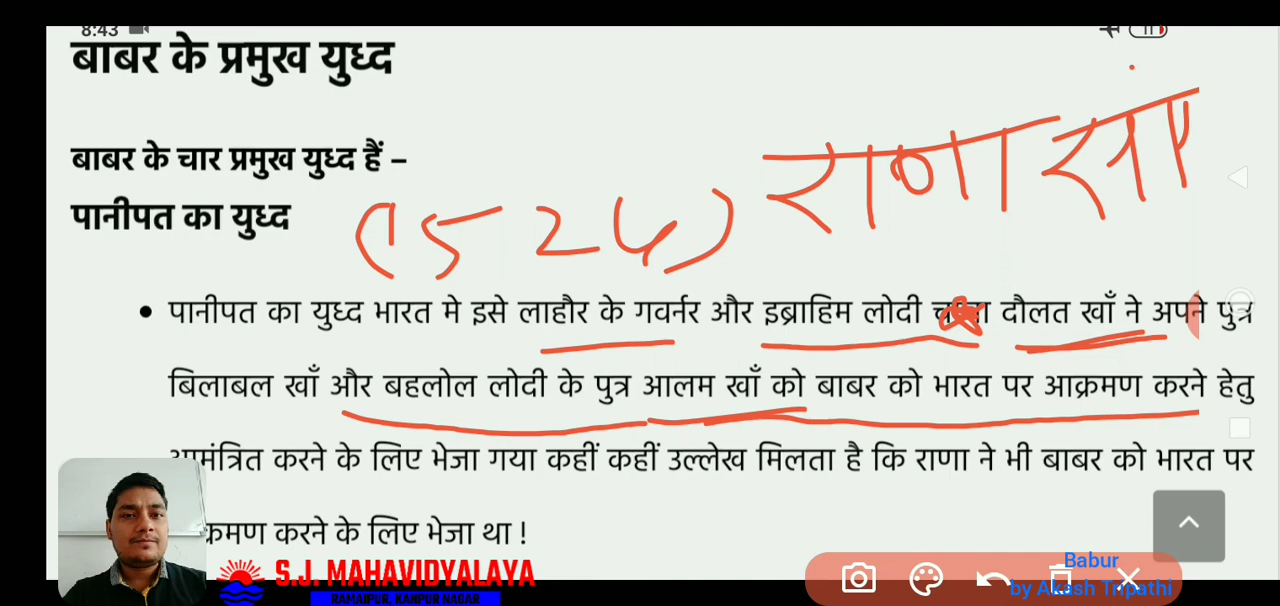 8:43
बाबर के प्रमुख युध्द
राणा सां
बाबर के चार प्रमुख युध्द हैं –
पानीपत का युध्द (1526)
• पानीपत का युध्द भारत मे इसे लाहौर के गवर्नर और इब्राहिम लोदी दौलत खाँ ने अपने पुत्र
बिलाबल खाँ और बहलोल लोदी के पुत्र आलम खाँ को बाबर को भारत पर आक्रमण करने हेतु
आमंत्रित करने के लिए भेजा गया कहीं कहीं उल्लेख मिलता है कि राणा ने भी बाबर को भारत पर
क्रमण करने के लिए भेजा था !
S.J. MAHAVIDYALAYA
RAMAIPUR, KANPUR NAGAR
Babur
by Akash Tripathi